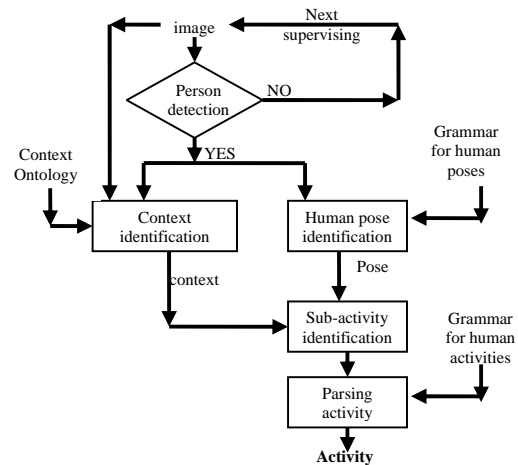 Next
supervising
image
Person
detection
NO
YES
Context
Ontology
Grammar
for human
poses
Context
identification
Human pose
identification
context
Pose
Sub-activity
identification
Grammar
for human
activities
Parsing
activity
Activity